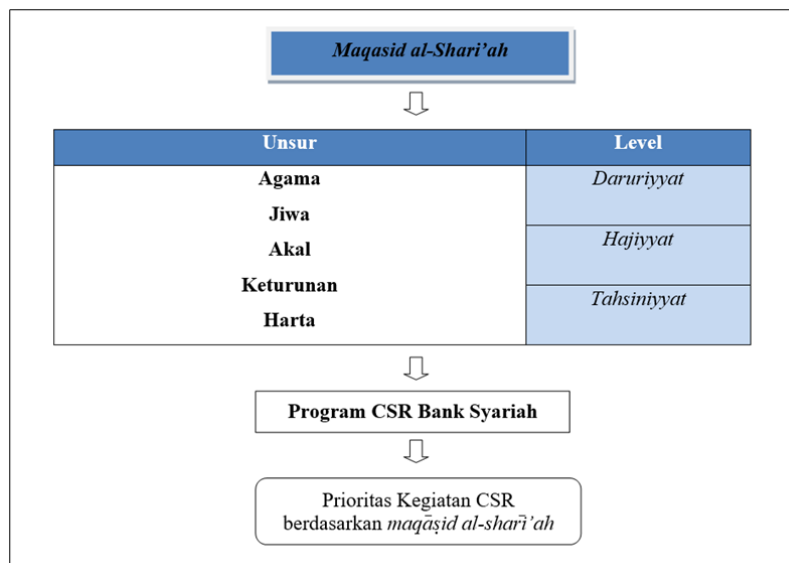 Maqasid al-Shari'ah
Unsur
Level
Agama
Jiwa
Akal
Keturunan
Harta
Daruriyyat
Hajiyyat
Tahsiniyyat
Program CSR Bank Syariah
Prioritas Kegiatan CSR
berdasarkan maqāṣid al-sharī'ah